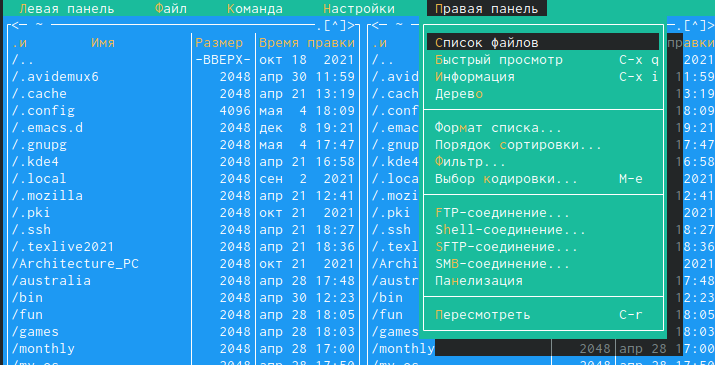 Левая панель Файл Команда Настройки Правая панель
<— ~ .[^]> <— ~ .[^]>
.и Имя Размер Время правки .и Список файлов правки
/.. -ВВЕРХ- окт 18 2021 /.. Быстрый просмотр C-x q 2021
/.avidemux6 2048 апр 30 11:59 /.avid Информация C-x i 11:59
/.cache 2048 апр 21 13:19 /.cach Дерево 13:19
/.config 4096 мая 4 18:09 /.conf 18:09
/.emacs.d 2048 дек 8 19:21 /.emac Формат списка... 19:21
/.gnupg 2048 мая 4 17:47 /.gnup Порядок сортировки... 17:47
/.kde4 2048 апр 21 16:58 /.kde4 Фильтр... 16:58
/.local 2048 сен 2 2021 /.loca Выбор кодировки... M-e 2021
/.mozilla 2048 апр 21 12:41 /.mozi 12:41
/.pki 2048 окт 21 2021 /.pki FTP-соединение... 2021
/.ssh 2048 апр 21 18:27 /.ssh Shell-соединение... 18:27
/.texlive2021 2048 апр 21 18:36 /.texl SFTP-соединение... 18:36
/Architecture_PC 2048 окт 21 2021 /Archi SMB-соединение... 2021
/australia 2048 апр 28 17:48 /austr Панелизация 17:48
/bin 2048 апр 30 12:23 /bin 12:23
/fun 2048 апр 28 18:05 /fun Пересмотреть C-r 18:05
/games 2048 апр 28 18:03 /games 18:03
/monthly 2048 апр 28 17:00 /monthly 2048 апр 28 17:00